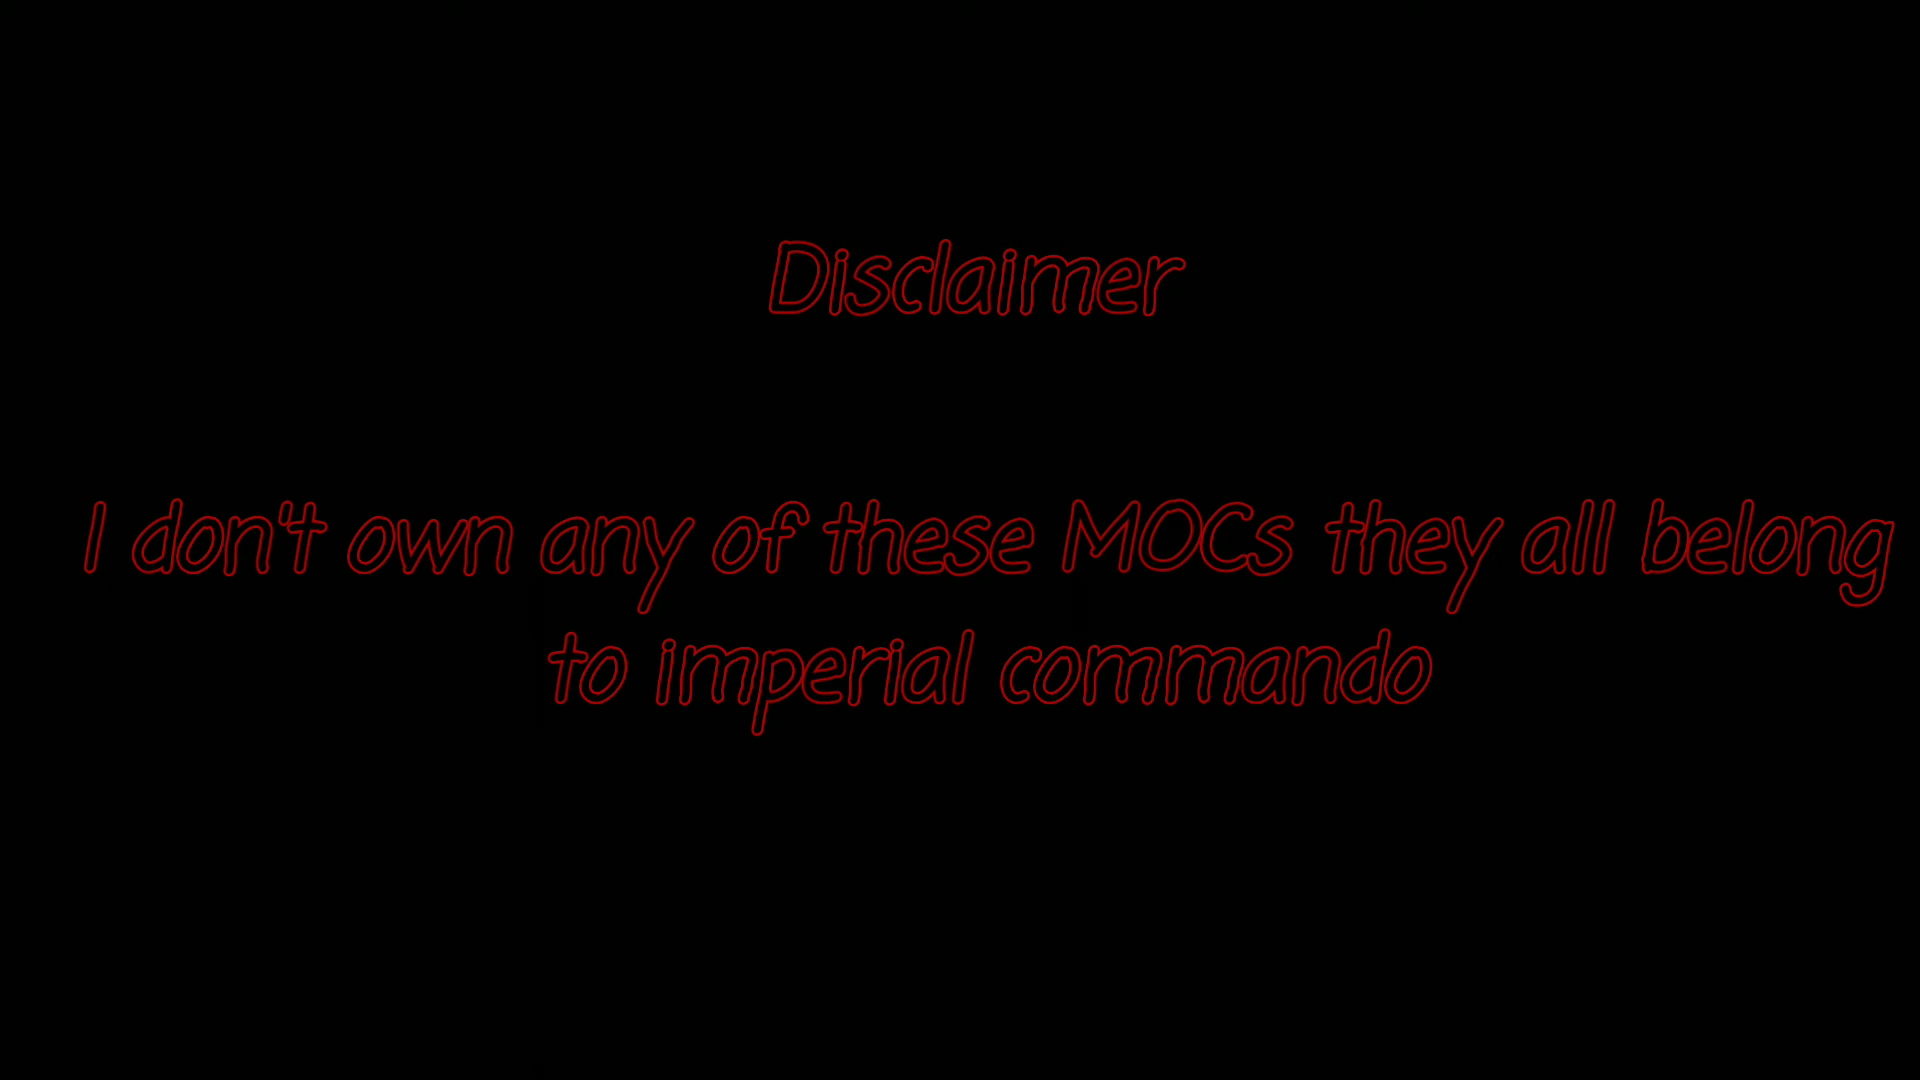 Disclaimer
I don't own any of these MOCs they all belong
to imperial commando